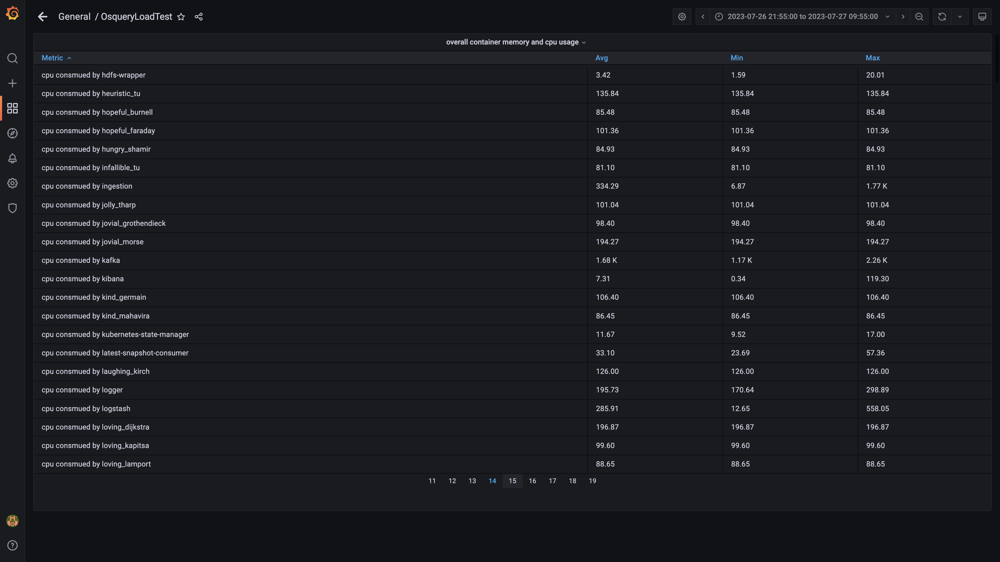 General / OsqueryLoadTest
2023-07-26 21:55:00 to 2023-07-27 09:55:00
overall container memory and cpu usage
Metric Avg Min Max
cpu consmued by hdfs-wrapper 3.42 1.59 20.01
cpu consmued by heuristic_tu 135.84 135.84 135.84
cpu consmued by hopeful_burnell 85.48 85.48 85.48
cpu consmued by hopeful_faraday 101.36 101.36 101.36
cpu consmued by hungry_shamir 84.93 84.93 84.93
cpu consmued by infallible_tu 81.10 81.10 81.10
cpu consmued by ingestion 334.29 6.87 1.77 K
cpu consmued by jolly_tharp 101.04 101.04 101.04
cpu consmued by jovial_grothendieck 98.40 98.40 98.40
cpu consmued by jovial_morse 194.27 194.27 194.27
cpu consmued by kafka 1.68 K 1.17 K 2.26 K
cpu consmued by kibana 7.31 0.34 119.30
cpu consmued by kind_germain 106.40 106.40 106.40
cpu consmued by kind_mahavira 86.45 86.45 86.45
cpu consmued by kubernetes-state-manager 11.67 9.52 17.00
cpu consmued by latest-snapshot-consumer 33.10 23.69 57.36
cpu consmued by laughing_kirch 126.00 126.00 126.00
cpu consmued by logger 195.73 170.64 298.89
cpu consmued by logstash 285.91 12.65 558.05
cpu consmued by loving_dijkstra 196.87 196.87 196.87
cpu consmued by loving_kapitsa 99.60 99.60 99.60
cpu consmued by loving_lamport 88.65 88.65 88.65
11 12 13 14 15 16 17 18 19